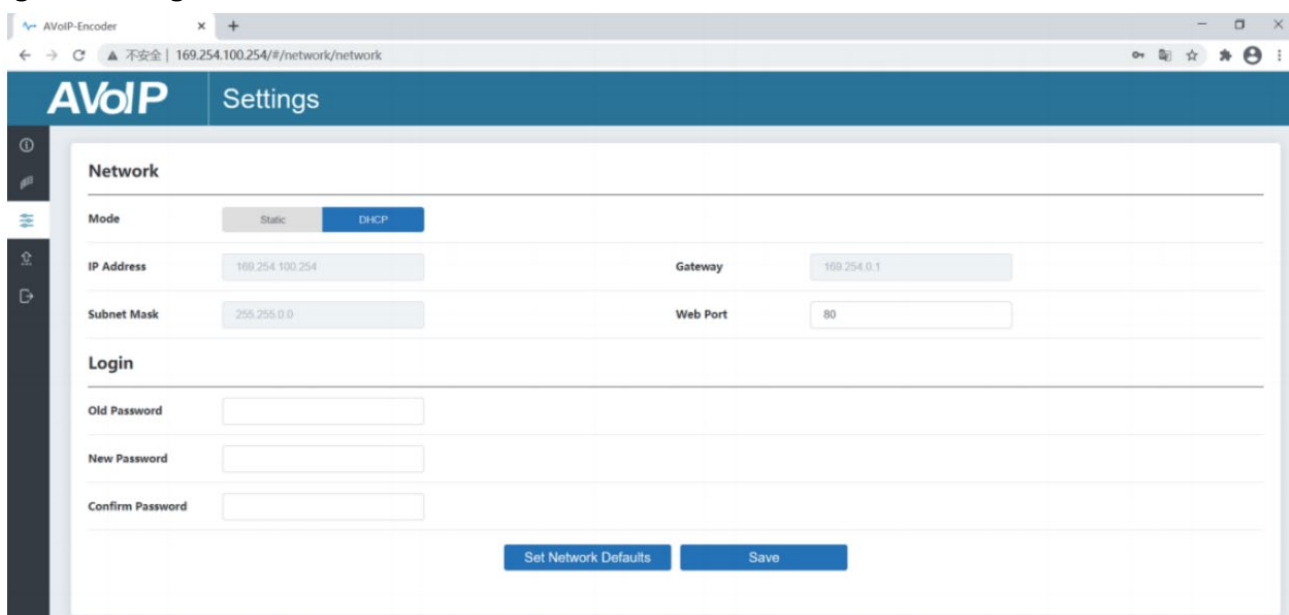 AVoIP-Encoder
不安全 | 169.254.100.254/#/network/network
AVoIP Settings
Network
Mode Static DHCP
IP Address 169.254.100.254 Gateway 169.254.0.1
Subnet Mask 255.255.0.0 Web Port 80
Login
Old Password
New Password
Confirm Password
Set Network Defaults Save